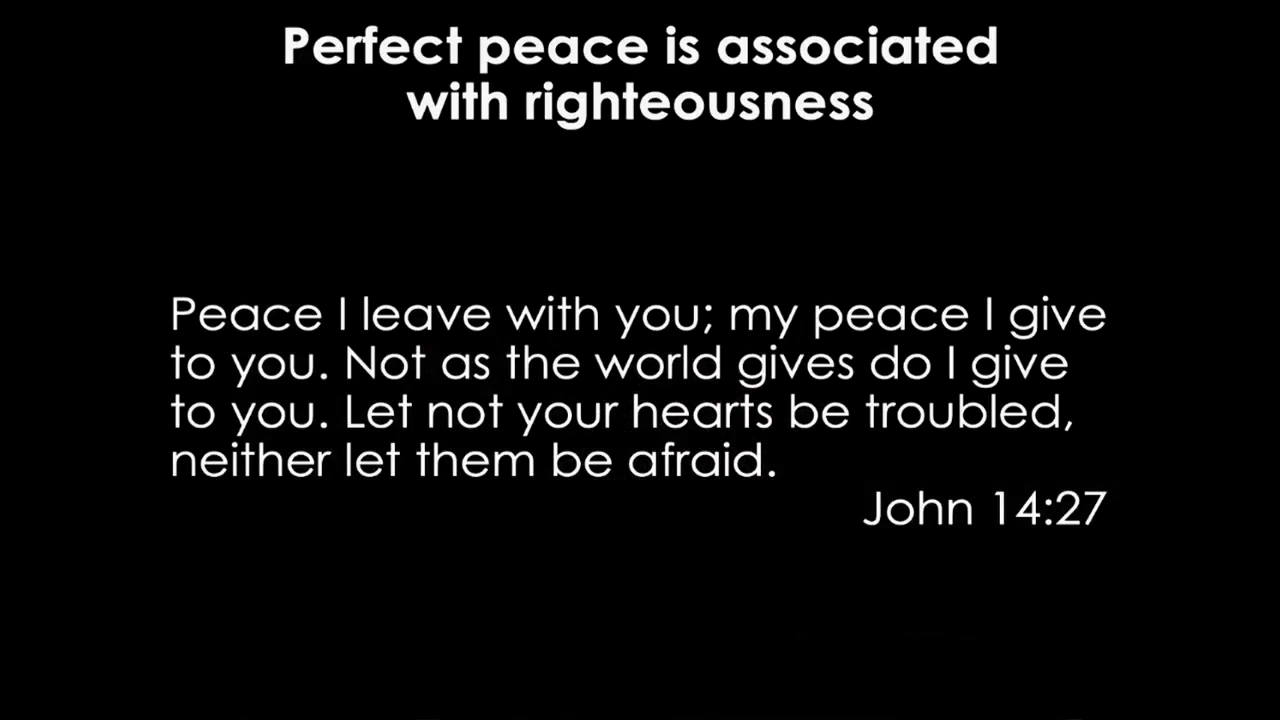 Perfect peace is associated
with righteousness
Peace I leave with you; my peace I give
to you. Not as the world gives do I give
to you. Let not your hearts be troubled,
neither let them be afraid.
John 14:27